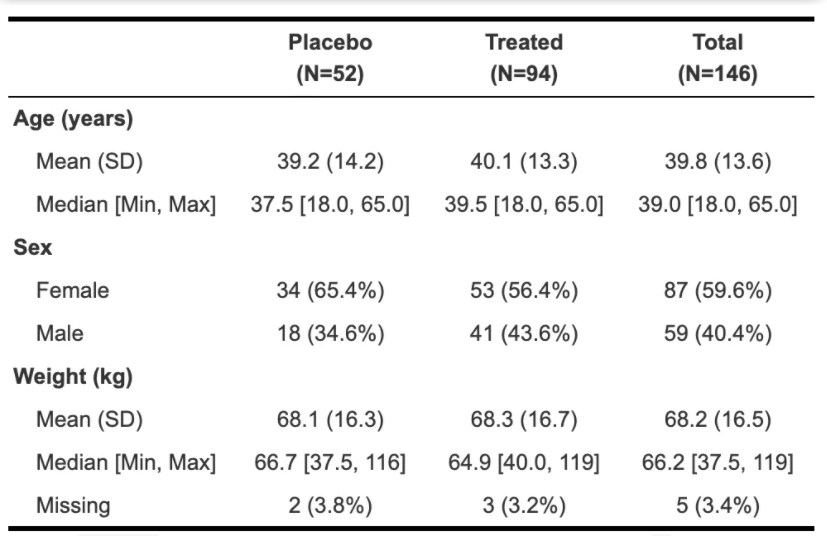 Placebo Treated Total
(N=52) (N=94) (N=146)
Age (years)
Mean (SD) 39.2 (14.2) 40.1 (13.3) 39.8 (13.6)
Median [Min, Max] 37.5 [18.0, 65.0] 39.5 [18.0, 65.0] 39.0 [18.0, 65.0]
Sex
Female 34 (65.4%) 53 (56.4%) 87 (59.6%)
Male 18 (34.6%) 41 (43.6%) 59 (40.4%)
Weight (kg)
Mean (SD) 68.1 (16.3) 68.3 (16.7) 68.2 (16.5)
Median [Min, Max] 66.7 [37.5, 116] 64.9 [40.0, 119] 66.2 [37.5, 119]
Missing 2 (3.8%) 3 (3.2%) 5 (3.4%)